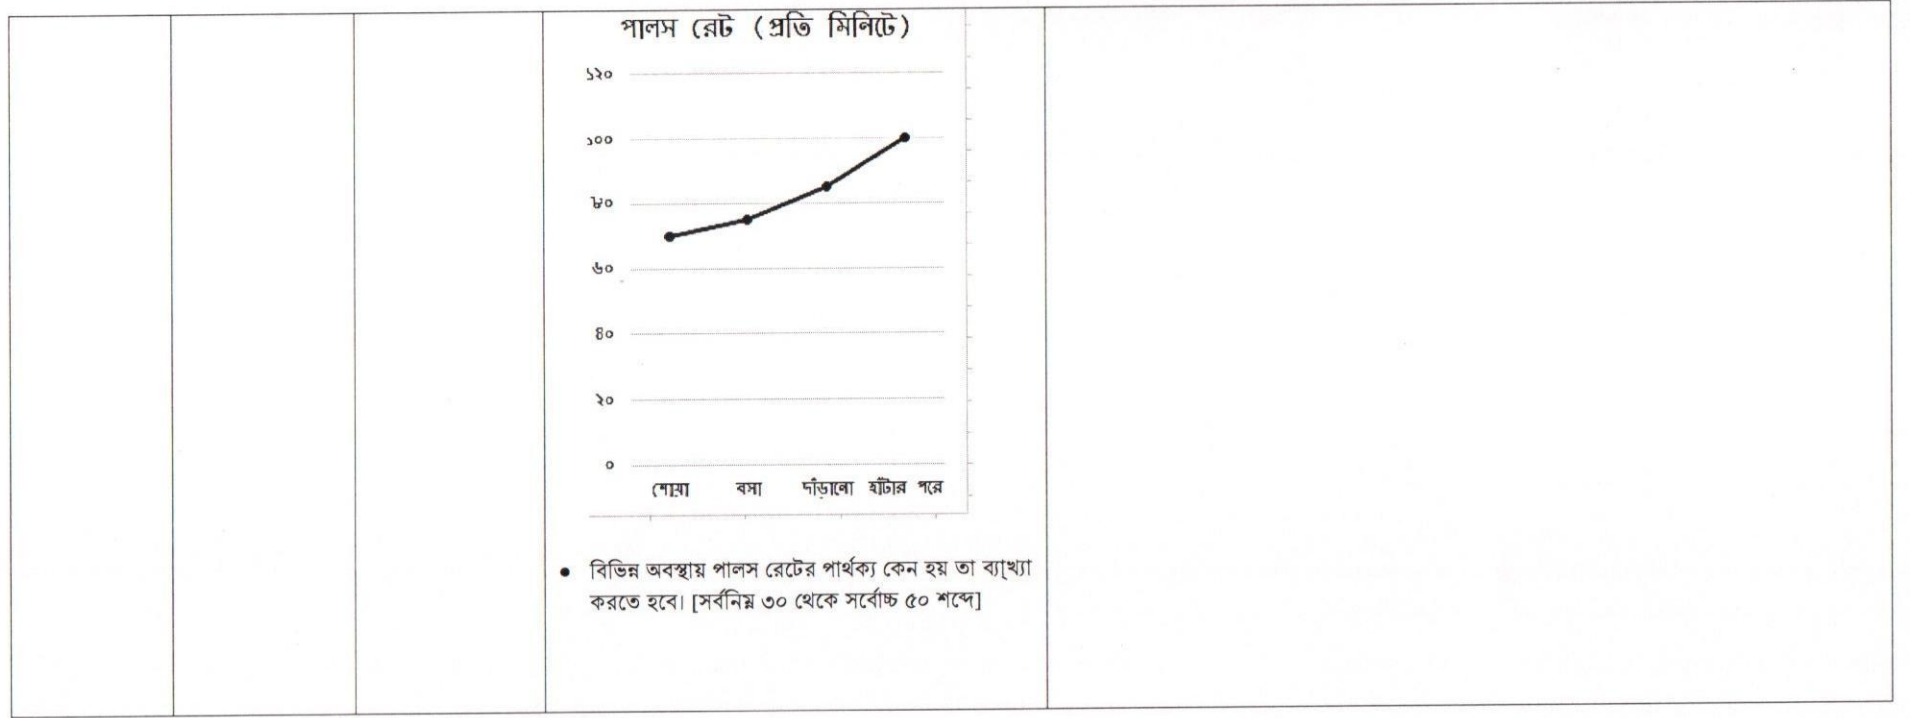 পালস রেট (প্রতি মিনিটে)
১২০
১০০
৮০
৬০
৪০
২০
০
শোয়া বসা দাঁড়ানো হাঁটার পরে
• বিভিন্ন অবস্থায় পালস রেটের পার্থক্য কেন হয় তা ব্যাখ্যা
করতে হবে। [সর্বনিম্ন ৩০ থেকে সর্বোচ্চ ৫০ শব্দে]